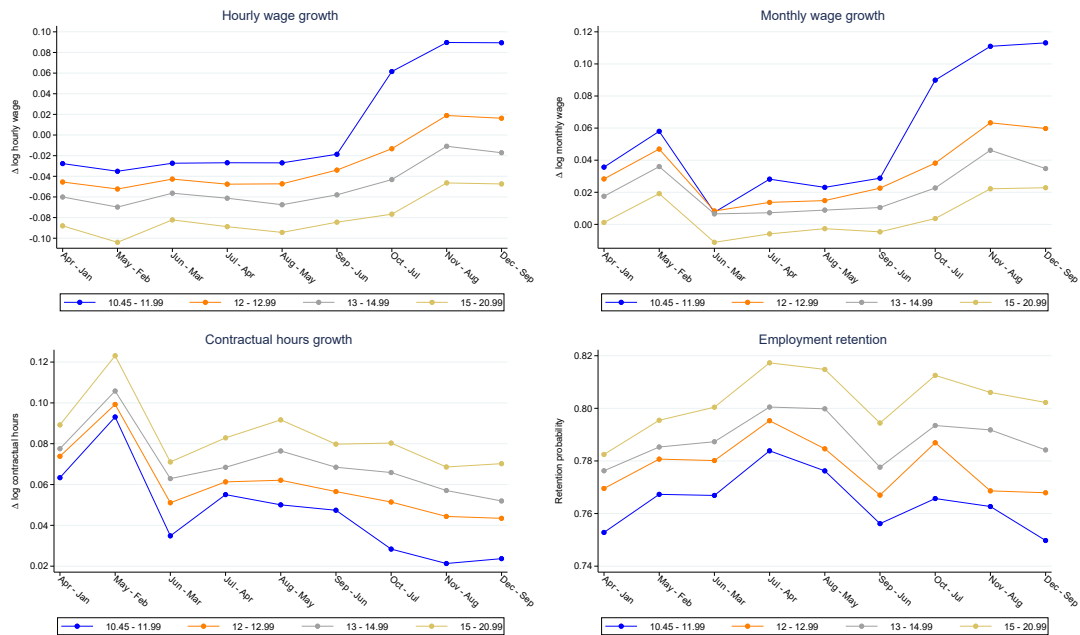 Hourly wage growth
Δ log hourly wage
0.10
0.08
0.06
0.04
0.02
0.00
-0.02
-0.04
-0.06
-0.08
-0.10
Apr - Jan
May - Feb
Jun - Mar
Jul - Apr
Aug - May
Sep - Jun
Oct - Jul
Nov - Aug
Dec - Sep
10.45 - 11.99 12 - 12.99 13 - 14.99 15 - 20.99
Monthly wage growth
Δ log monthly wage
0.12
0.10
0.08
0.06
0.04
0.02
0.00
Apr - Jan
May - Feb
Jun - Mar
Jul - Apr
Aug - May
Sep - Jun
Oct - Jul
Nov - Aug
Dec - Sep
10.45 - 11.99 12 - 12.99 13 - 14.99 15 - 20.99
Contractual hours growth
Δ log contractual hours
0.12
0.10
0.08
0.06
0.04
0.02
Apr - Jan
May - Feb
Jun - Mar
Jul - Apr
Aug - May
Sep - Jun
Oct - Jul
Nov - Aug
Dec - Sep
10.45 - 11.99 12 - 12.99 13 - 14.99 15 - 20.99
Employment retention
Retention probability
0.82
0.80
0.78
0.76
0.74
Apr - Jan
May - Feb
Jun - Mar
Jul - Apr
Aug - May
Sep - Jun
Oct - Jul
Nov - Aug
Dec - Sep
10.45 - 11.99 12 - 12.99 13 - 14.99 15 - 20.99